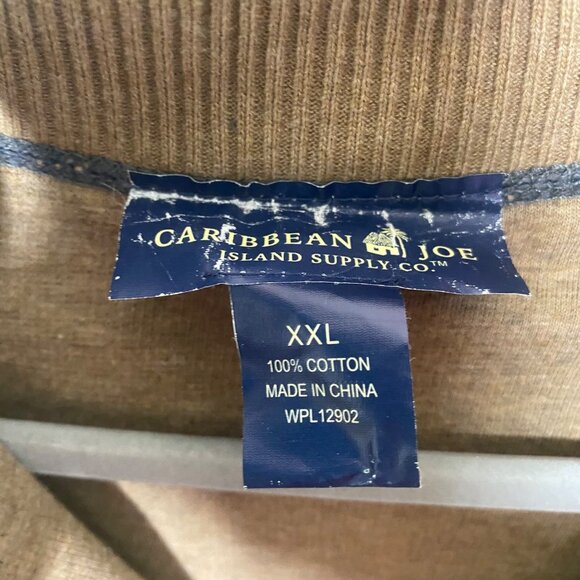 CARIBBEAN JOE
ISLAND SUPPLY CO.™
XXL
100% COTTON
MADE IN CHINA
WPL12902